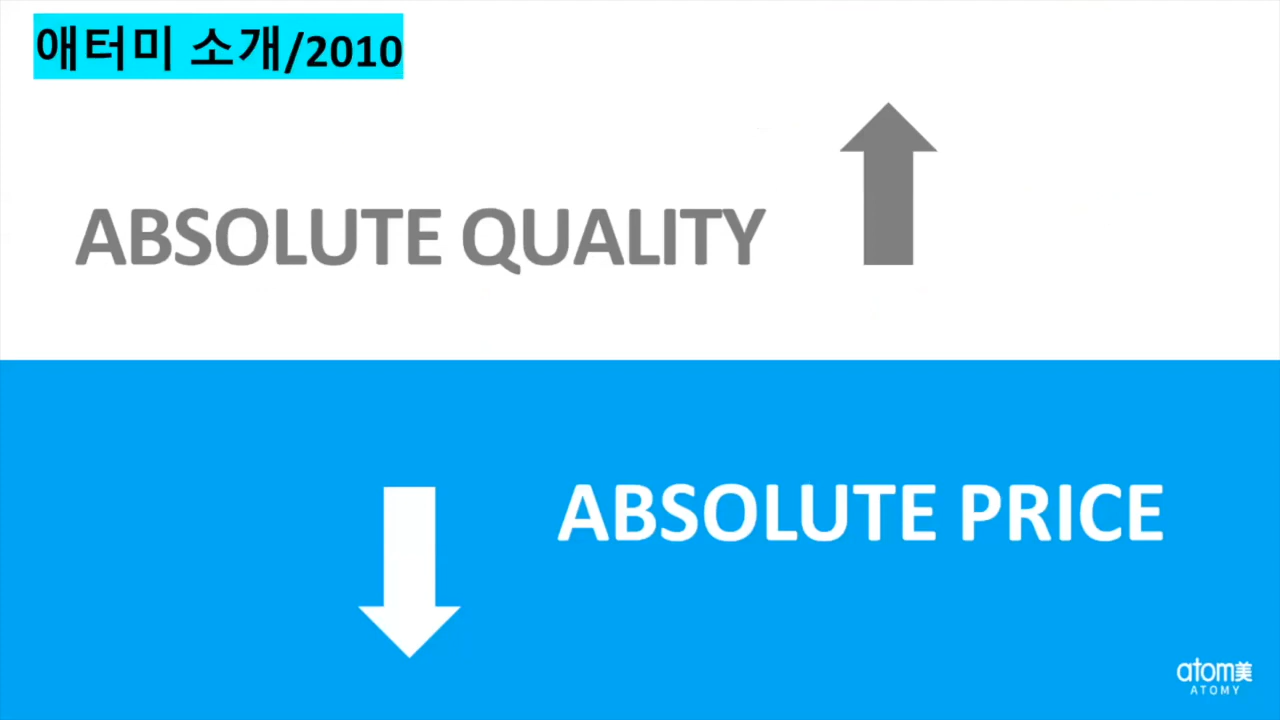 애터미 소개/2010
ABSOLUTE QUALITY
ABSOLUTE PRICE
atom美
ATOMY